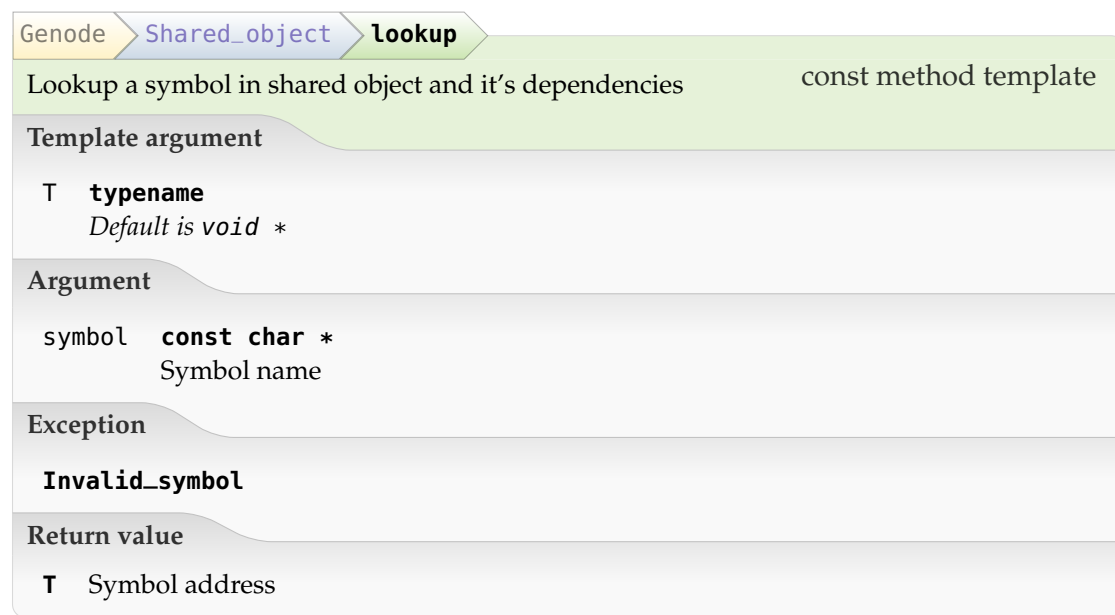 Genode Shared_object lookup
Lookup a symbol in shared object and it's dependencies const method template
Template argument
T typename
Default is void *
Argument
symbol const char *
Symbol name
Exception
Invalid_symbol
Return value
T Symbol address